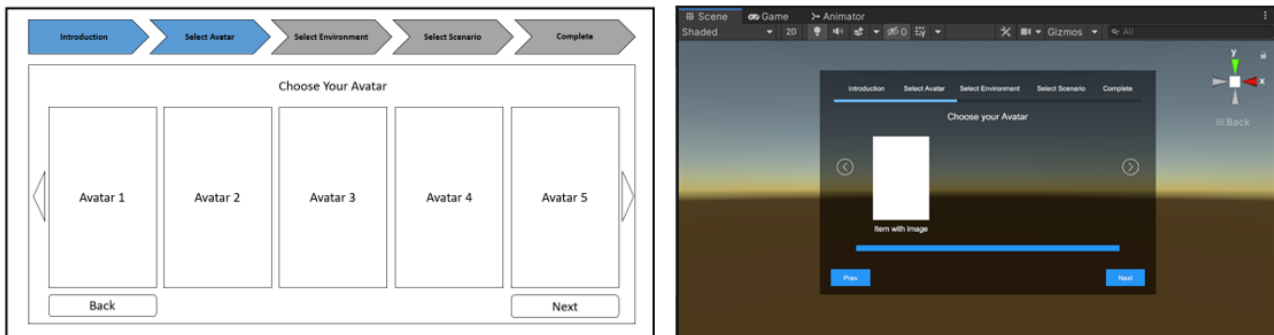 Introduction
Select Avatar
Select Environment
Select Scenario
Complete
Choose Your Avatar
Avatar 1
Avatar 2
Avatar 3
Avatar 4
Avatar 5
Back
Next
Scene Game Animator
Shaded 2D 0 Gizmos All
y
x
Back
Introduction Select Avatar Select Environment Select Scenario Complete
Choose your Avatar
Item with image
Prev Next